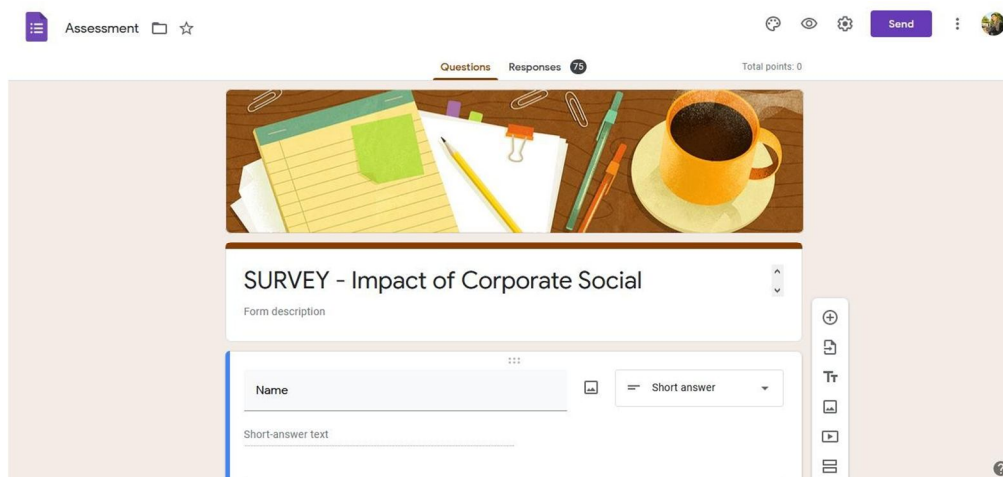 Assessment
Send
Questions Responses 75 Total points: 0
SURVEY - Impact of Corporate Social
Form description
Name
Short answer
Short-answer text